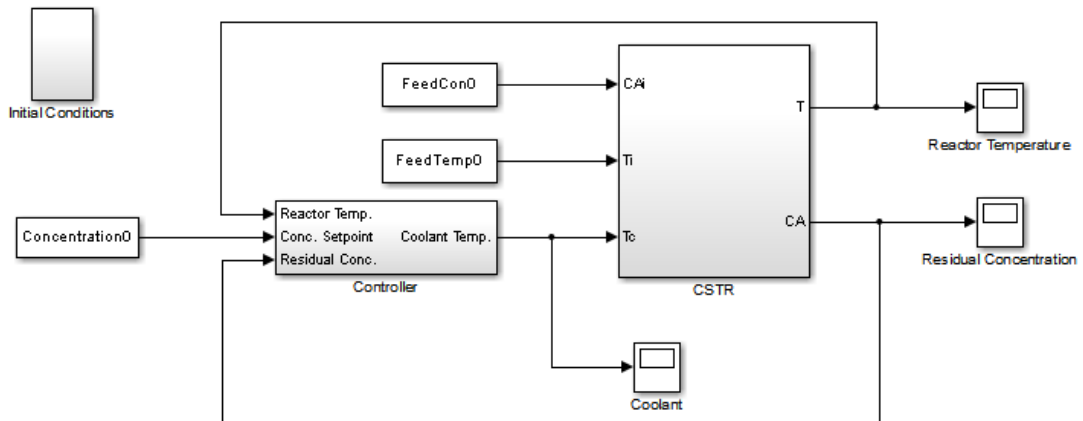 Initial Conditions
FeedCon0
FeedTemp0
Concentration0
Reactor Temp.
Conc. Setpoint
Residual Conc.
Coolant Temp.
Controller
CAi
Ti
Tc
T
CA
CSTR
Reactor Temperature
Residual Concentration
Coolant